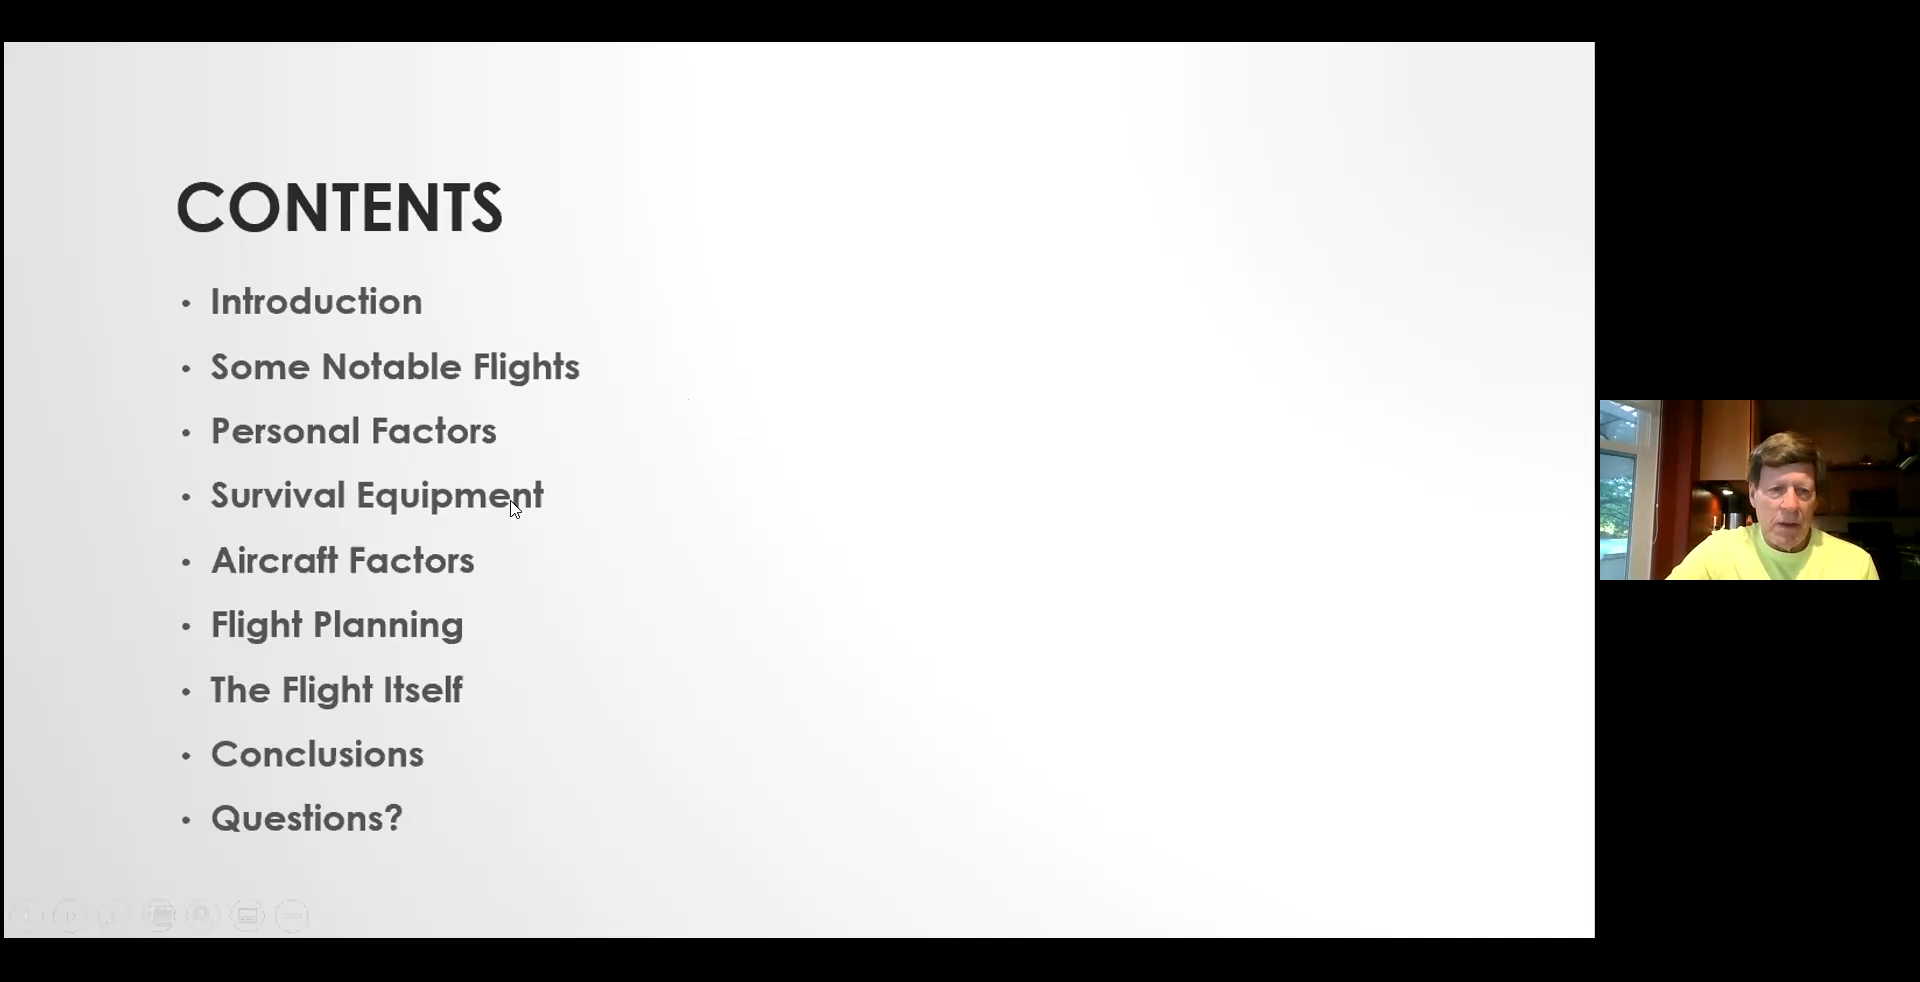 CONTENTS
• Introduction
• Some Notable Flights
• Personal Factors
• Survival Equipment
• Aircraft Factors
• Flight Planning
• The Flight Itself
• Conclusions
• Questions?